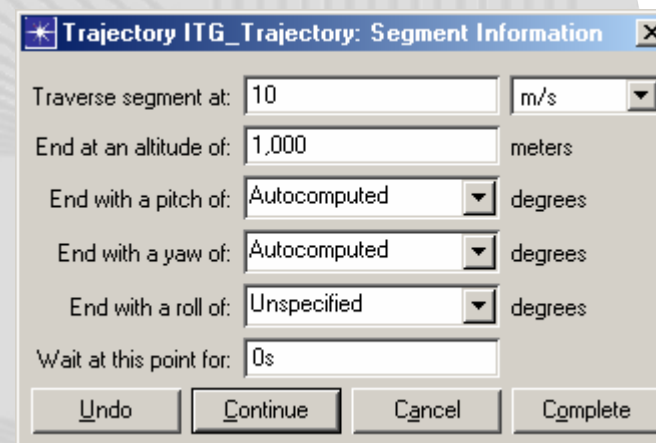 Trajectory ITG_Trajectory: Segment Information
Traverse segment at: 10 m/s
End at an altitude of: 1,000 meters
End with a pitch of: Autocomputed degrees
End with a yaw of: Autocomputed degrees
End with a roll of: Unspecified degrees
Wait at this point for: 0s
Undo Continue Cancel Complete